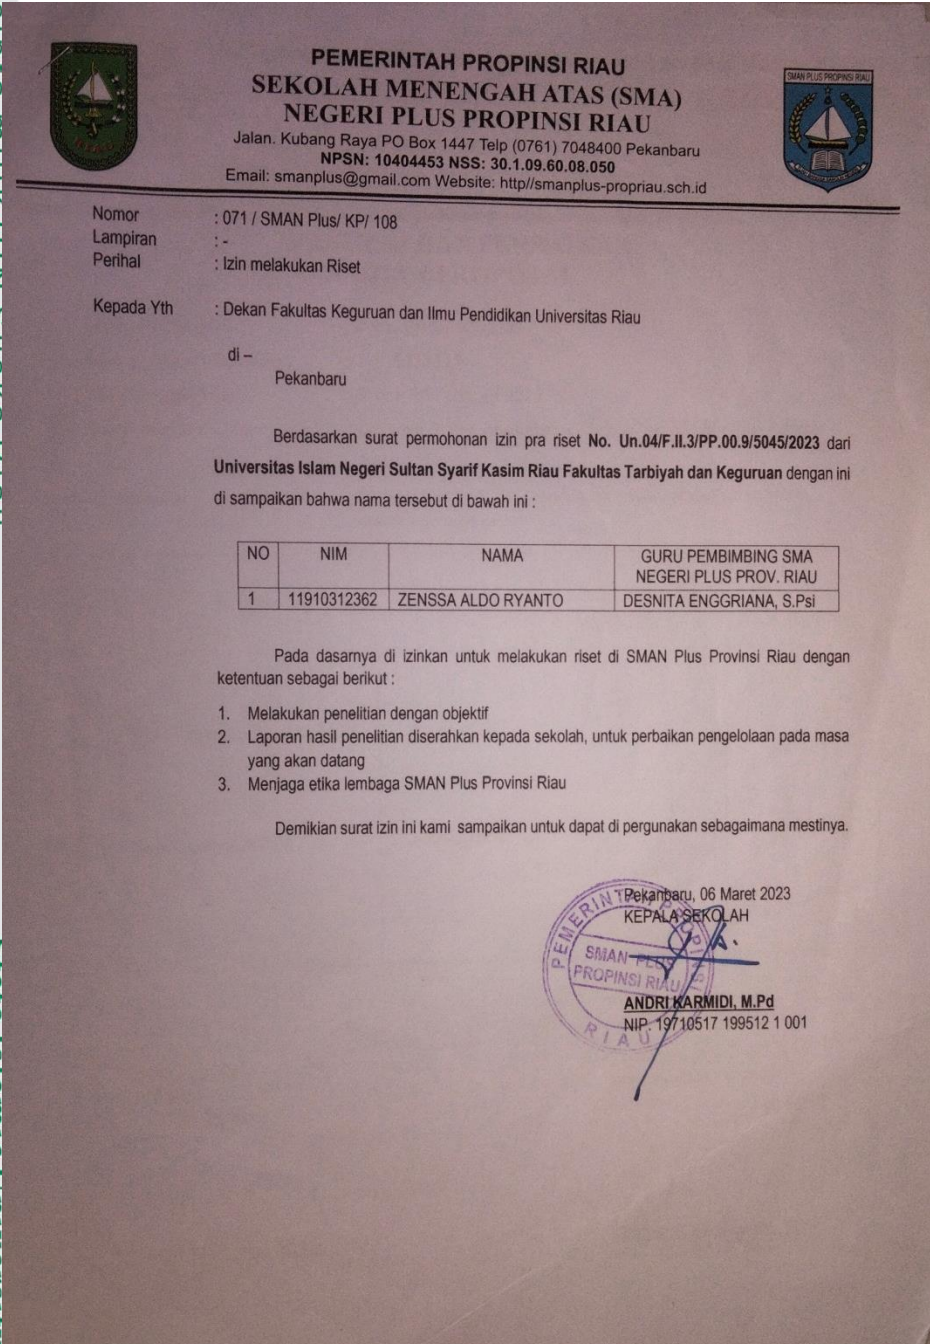 PEMERINTAH PROPINSI RIAU
SEKOLAH MENENGAH ATAS (SMA)
NEGERI PLUS PROPINSI RIAU
Jalan. Kubang Raya PO Box 1447 Telp (0761) 7048400 Pekanbaru
NPSN: 10404453 NSS: 30.1.09.60.08.050
Email: smanplus@gmail.com Website: http//smanplus-propriau.sch.id
SMAN PLUS PROPINSI RIAU
Nomor : 071 / SMAN Plus/ KP/ 108
Lampiran : -
Perihal : Izin melakukan Riset
Kepada Yth : Dekan Fakultas Keguruan dan Ilmu Pendidikan Universitas Riau
di –
Pekanbaru
Berdasarkan surat permohonan izin pra riset No. Un.04/F.II.3/PP.00.9/5045/2023 dari
Universitas Islam Negeri Sultan Syarif Kasim Riau Fakultas Tarbiyah dan Keguruan dengan ini
di sampaikan bahwa nama tersebut di bawah ini :
NO NIM NAMA GURU PEMBIMBING SMA
NEGERI PLUS PROV. RIAU
1 11910312362 ZENSSA ALDO RYANTO DESNITA ENGGRIANA, S.Psi
Pada dasarnya di izinkan untuk melakukan riset di SMAN Plus Provinsi Riau dengan
ketentuan sebagai berikut :
1. Melakukan penelitian dengan objektif
2. Laporan hasil penelitian diserahkan kepada sekolah, untuk perbaikan pengelolaan pada masa
yang akan datang
3. Menjaga etika lembaga SMAN Plus Provinsi Riau
Demikian surat izin ini kami sampaikan untuk dapat di pergunakan sebagaimana mestinya.
Pekanbaru, 06 Maret 2023
KEPALA SEKOLAH
PEMERINTAH PROPINSI
SMAN PLUS
PROPINSI RIAU
RIAU
ANDRI KARMIDI, M.Pd
NIP. 19710517 199512 1 001